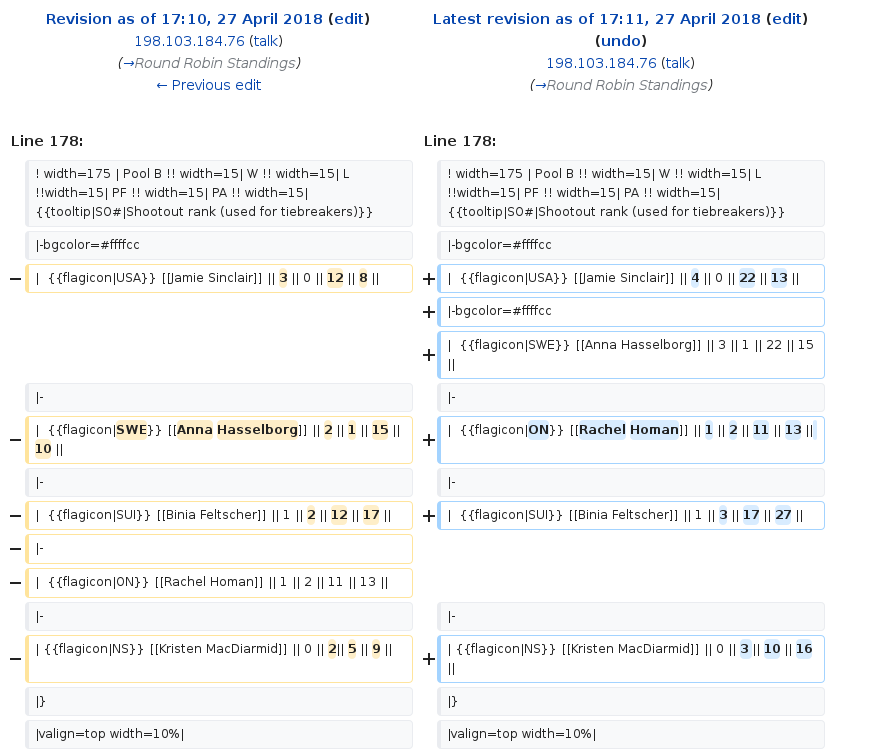 Revision as of 17:10, 27 April 2018 (edit)
198.103.184.76 (talk)
(→Round Robin Standings)
← Previous edit
Latest revision as of 17:11, 27 April 2018 (edit)
(undo)
198.103.184.76 (talk)
(→Round Robin Standings)
Line 178:
Line 178:
! width=175 | Pool B !! width=15| W !! width=15| L
!!width=15| PF !! width=15| PA !! width=15|
{{tooltip|SO#|Shootout rank (used for tiebreakers)}}
! width=175 | Pool B !! width=15| W !! width=15| L
!!width=15| PF !! width=15| PA !! width=15|
{{tooltip|SO#|Shootout rank (used for tiebreakers)}}
|-bgcolor=#ffffcc
|-bgcolor=#ffffcc
− | {{flagicon|USA}} [[Jamie Sinclair]] || 3 || 0 || 12 || 8 ||
+ | {{flagicon|USA}} [[Jamie Sinclair]] || 4 || 0 || 22 || 13 ||
+ |-bgcolor=#ffffcc
+ | {{flagicon|SWE}} [[Anna Hasselborg]] || 3 || 1 || 22 || 15
||
|-
|-
− | {{flagicon|SWE}} [[Anna Hasselborg]] || 2 || 1 || 15 ||
10 ||
+ | {{flagicon|ON}} [[Rachel Homan]] || 1 || 2 || 11 || 13 ||
|-
|-
− | {{flagicon|SUI}} [[Binia Feltscher]] || 1 || 2 || 12 || 17 ||
+ | {{flagicon|SUI}} [[Binia Feltscher]] || 1 || 3 || 17 || 27 ||
− |-
− | {{flagicon|ON}} [[Rachel Homan]] || 1 || 2 || 11 || 13 ||
|-
|-
− | {{flagicon|NS}} [[Kristen MacDiarmid]] || 0 || 2|| 5 || 9 ||
+ | {{flagicon|NS}} [[Kristen MacDiarmid]] || 0 || 3 || 10 || 16
||
|}
|}
|valign=top width=10%|
|valign=top width=10%|